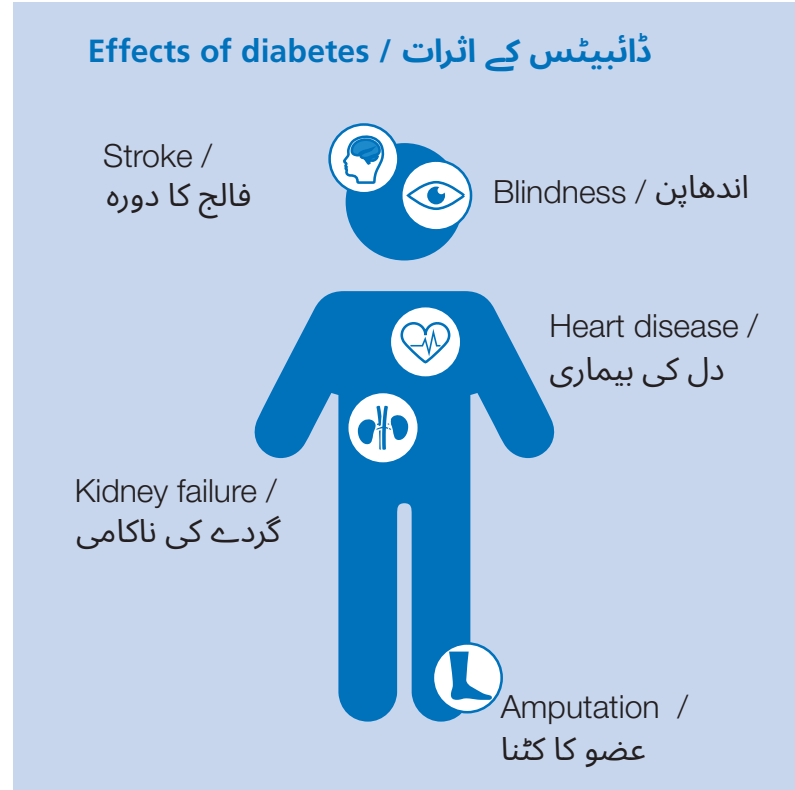 Effects of diabetes / ڈائبیٹس کے اثرات
Stroke /
فالج کا دورہ
Blindness / اندھاپن
Heart disease /
دل کی بیماری
Kidney failure /
گردے کی ناکامی
Amputation /
عضو کا کٹنا